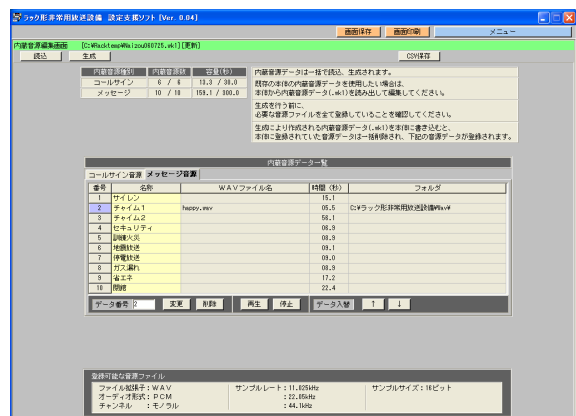 ラック形非常用放送設備 設定支援ソフト [Ver. 0.04]
画面保存 画面印刷 メニュー
内蔵音源編集画面 [C:¥Racktemp¥Naizou060725.wk1] [更新]
読込 生成 CSV保存
内蔵音源種別 内蔵音源数 容量(秒)
コールサイン 6 / 6 13.3 / 30.0
メッセージ 10 / 10 159.1 / 300.0
内蔵音源データは一括で読込、生成されます。
既存の本体の内蔵音源データを使用したい場合は、
本体から内蔵音源データ(.wk1)を読み出して編集してください。
生成を行う前に、
必要な音源ファイルを全て登録していることを確認してください。
生成により作成される内蔵音源データ(.wk1)を本体に書き込むと、
本体に登録されていた音源データは一括削除され、下記の音源データが登録されます。
内蔵音源データ一覧
コールサイン音源 メッセージ音源
番号 名称 WAVファイル名 時間(秒) フォルダ
1 サイレン 15.1
2 チャイム1 happy.wav 05.5 C:¥ラック形非常用放送設備¥Wav¥
3 チャイム2 56.1
4 セキュリティ 06.9
5 訓練火災 08.9
6 地震放送 09.1
7 停電放送 09.0
8 ガス漏れ 08.9
9 省エネ 17.2
10 閉館 22.4
データ番号 2 変更 削除 再生 停止 データ入替 ↑ ↓
登録可能な音源ファイル
ファイル拡張子:WAV サンプルレート:11.025kHz サンプルサイズ:16ビット
オーディオ形式:PCM :22.05kHz
チャンネル :モノラル :44.1kHz